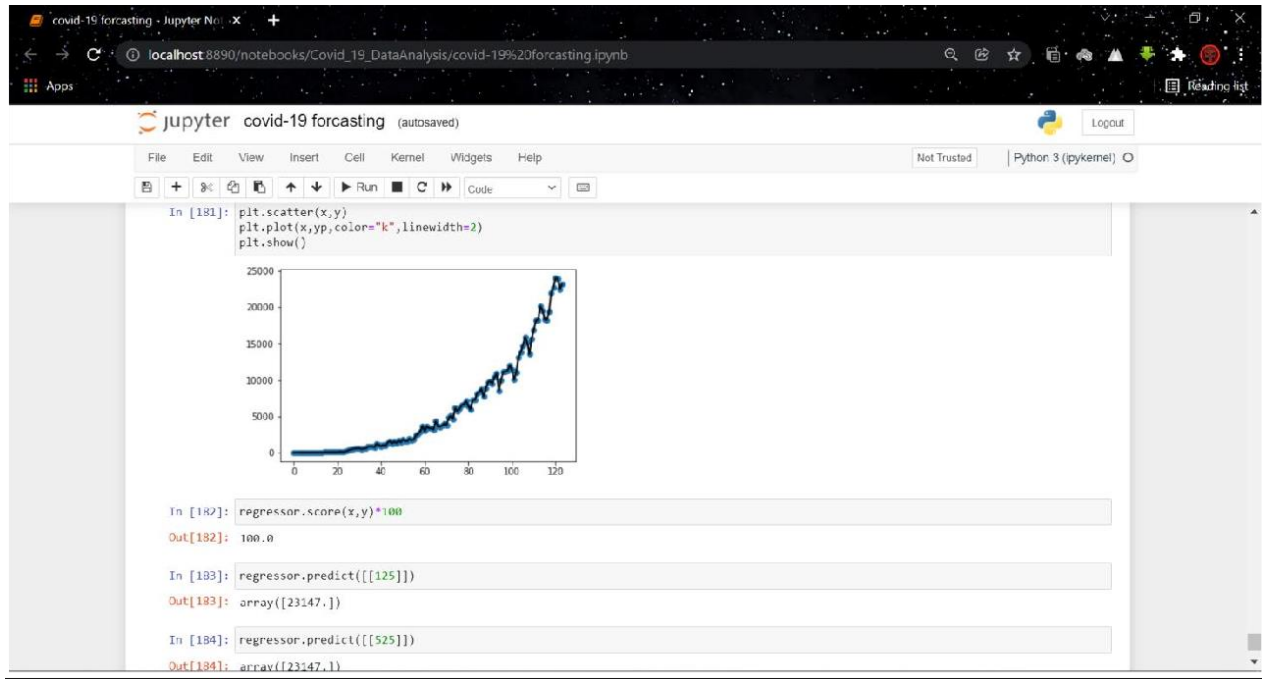 covid-19 forcasting - Jupyter Not
localhost:8890/notebooks/Covid_19_DataAnalysis/covid-19%20forcasting.ipynb
Apps
Reading list
jupyter covid-19 forcasting (autosaved)
Logout
File Edit View Insert Cell Kernel Widgets Help
Not Trusted
Python 3 (ipykernel)
Run
Code
In [181]: plt.scatter(x,y)
plt.plot(x,yp,color="k",linewidth=2)
plt.show()
25000
20000
15000
10000
5000
0
0 20 40 60 80 100 120
In [182]: regressor.score(x,y)*100
Out[182]: 100.0
In [183]: regressor.predict([[125]])
Out[183]: array([23147.])
In [184]: regressor.predict([[525]])
Out[184]: array([23147.])